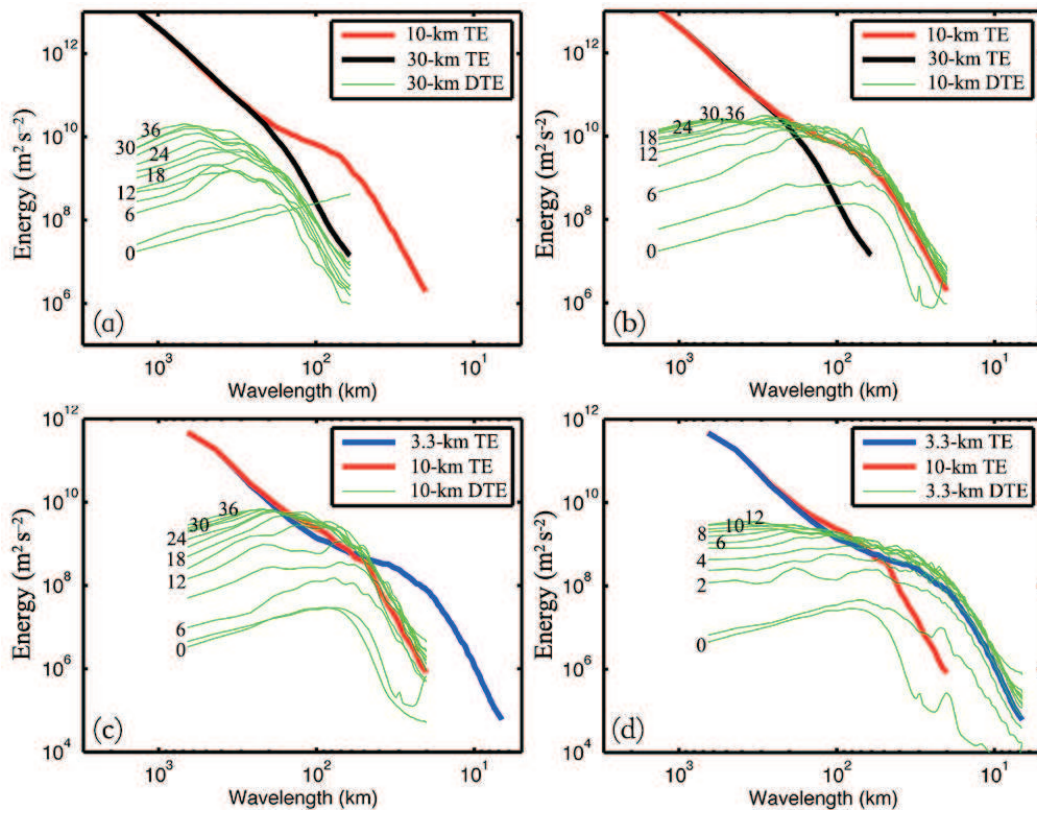 10-km TE
30-km TE
30-km DTE
10¹²
10¹⁰
10⁸
10⁶
Energy (m² s⁻²)
36
30
24
18
12
6
0
(a)
10³
10²
10¹
Wavelength (km)
10-km TE
30-km TE
10-km DTE
10¹²
10¹⁰
10⁸
10⁶
Energy (m² s⁻²)
30,36
24
18
12
6
0
(b)
10³
10²
10¹
Wavelength (km)
3.3-km TE
10-km TE
10-km DTE
10¹²
10¹⁰
10⁸
10⁶
10⁴
Energy (m² s⁻²)
36
30
24
18
12
6
0
(c)
10³
10²
10¹
Wavelength (km)
3.3-km TE
10-km TE
3.3-km DTE
10¹²
10¹⁰
10⁸
10⁶
10⁴
Energy (m² s⁻²)
12
10
8
6
4
2
0
(d)
10³
10²
10¹
Wavelength (km)